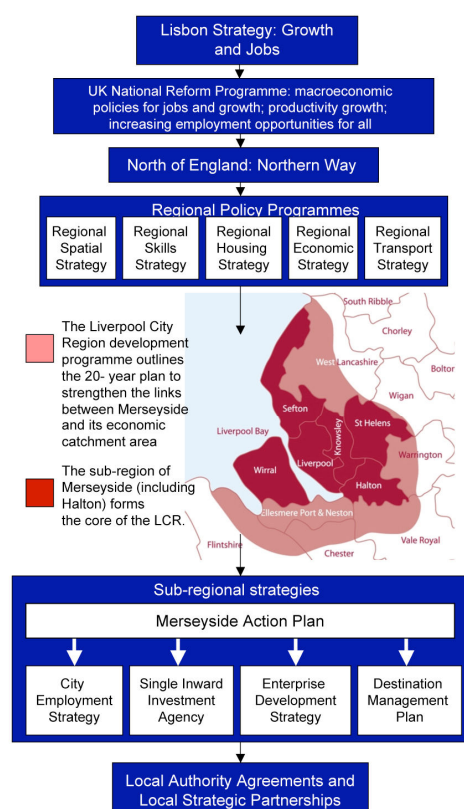 Lisbon Strategy: Growth
and Jobs
UK National Reform Programme: macroeconomic
policies for jobs and growth; productivity growth;
increasing employment opportunities for all
North of England: Northern Way
Regional Policy Programmes
Regional
Spatial
Strategy
Regional
Skills
Strategy
Regional
Housing
Strategy
Regional
Economic
Strategy
Regional
Transport
Strategy
The Liverpool City
Region development
programme outlines
the 20- year plan to
strengthen the links
between Merseyside
and its economic
catchment area
The sub-region of
Merseyside (including
Halton) forms
the core of the LCR.
South Ribble
Chorley
West Lancashire
Bolton
Wigan
Sefton
St Helens
Knowsley
Liverpool Bay
Liverpool
Warrington
Wirral
Halton
Ellesmere Port & Neston
Flintshire
Chester
Vale Royal
Sub-regional strategies
Merseyside Action Plan
City
Employment
Strategy
Single Inward
Investment
Agency
Enterprise
Development
Strategy
Destination
Management
Plan
Local Authority Agreements and
Local Strategic Partnerships